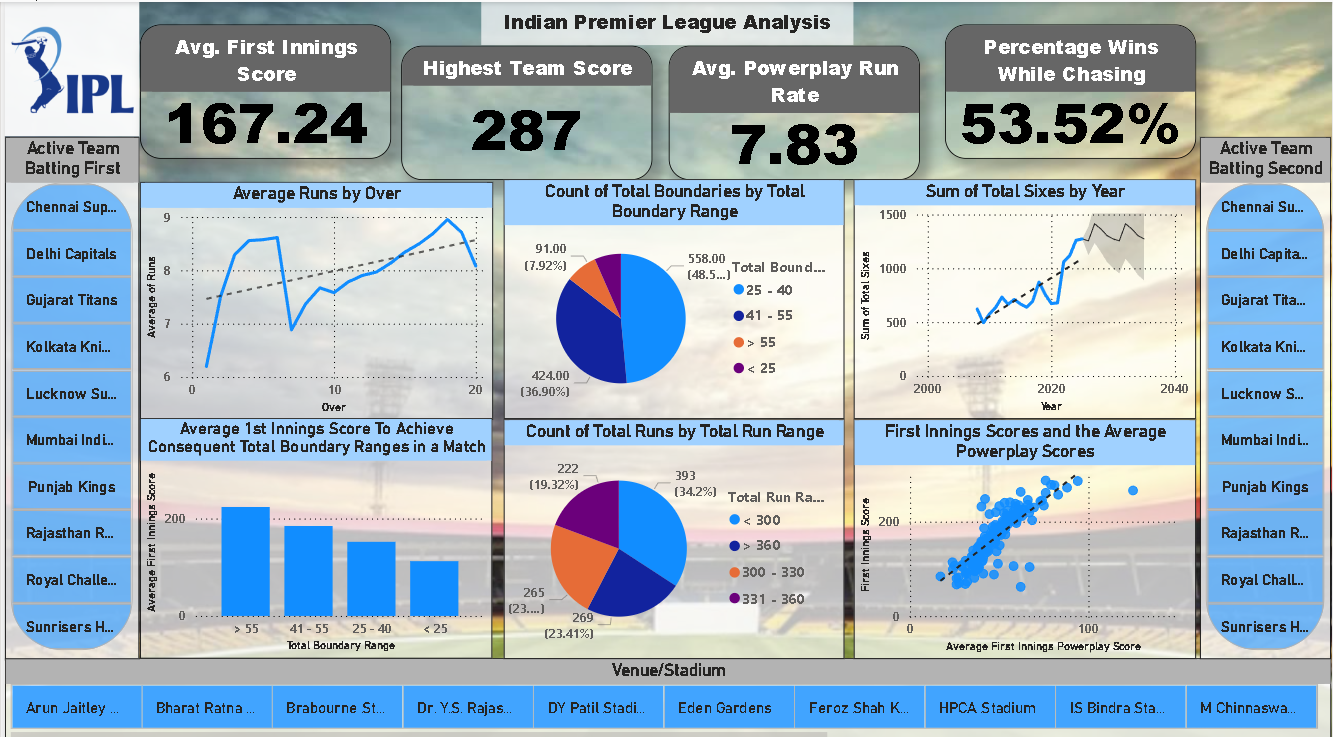 Indian Premier League Analysis
IPL
Avg. First Innings
Score
167.24
Highest Team Score
287
Avg. Powerplay Run
Rate
7.83
Percentage Wins
While Chasing
53.52%
Active Team
Batting First
Chennai Sup...
Delhi Capitals
Gujarat Titans
Kolkata Kni...
Lucknow Su...
Mumbai Indi...
Punjab Kings
Rajasthan R...
Royal Challe...
Sunrisers H...
Average Runs by Over
Average of Runs
9
8
7
6
0
10
20
Over
Count of Total Boundaries by Total
Boundary Range
91.00
(7.92%)
558.00
(48.5...)
424.00
(36.90%)
Total Bound...
25 - 40
41 - 55
> 55
< 25
Sum of Total Sixes by Year
Sum of Total Sixes
1500
1000
500
0
2000
2020
2040
Year
Average 1st Innings Score To Achieve
Consequent Total Boundary Ranges in a Match
Average First Innings Score
200
0
> 55
41 - 55
25 - 40
< 25
Total Boundary Range
Count of Total Runs by Total Run Range
222
(19.32%)
393
(34.2%)
265
(23....)
269
(23.41%)
Total Run Ra...
< 300
> 360
300 - 330
331 - 360
First Innings Scores and the Average
Powerplay Scores
First Innings Score
200
0
0
100
Average First Innings Powerplay Score
Active Team
Batting Second
Chennai Su...
Delhi Capita...
Gujarat Tita...
Kolkata Kni...
Lucknow S...
Mumbai Indi...
Punjab Kings
Rajasthan R...
Royal Chall...
Sunrisers H...
Venue/Stadium
Arun Jaitley ...
Bharat Ratna ...
Brabourne St...
Dr. Y.S. Rajas...
DY Patil Stadi...
Eden Gardens
Feroz Shah K...
HPCA Stadium
IS Bindra Sta...
M Chinnaswa...